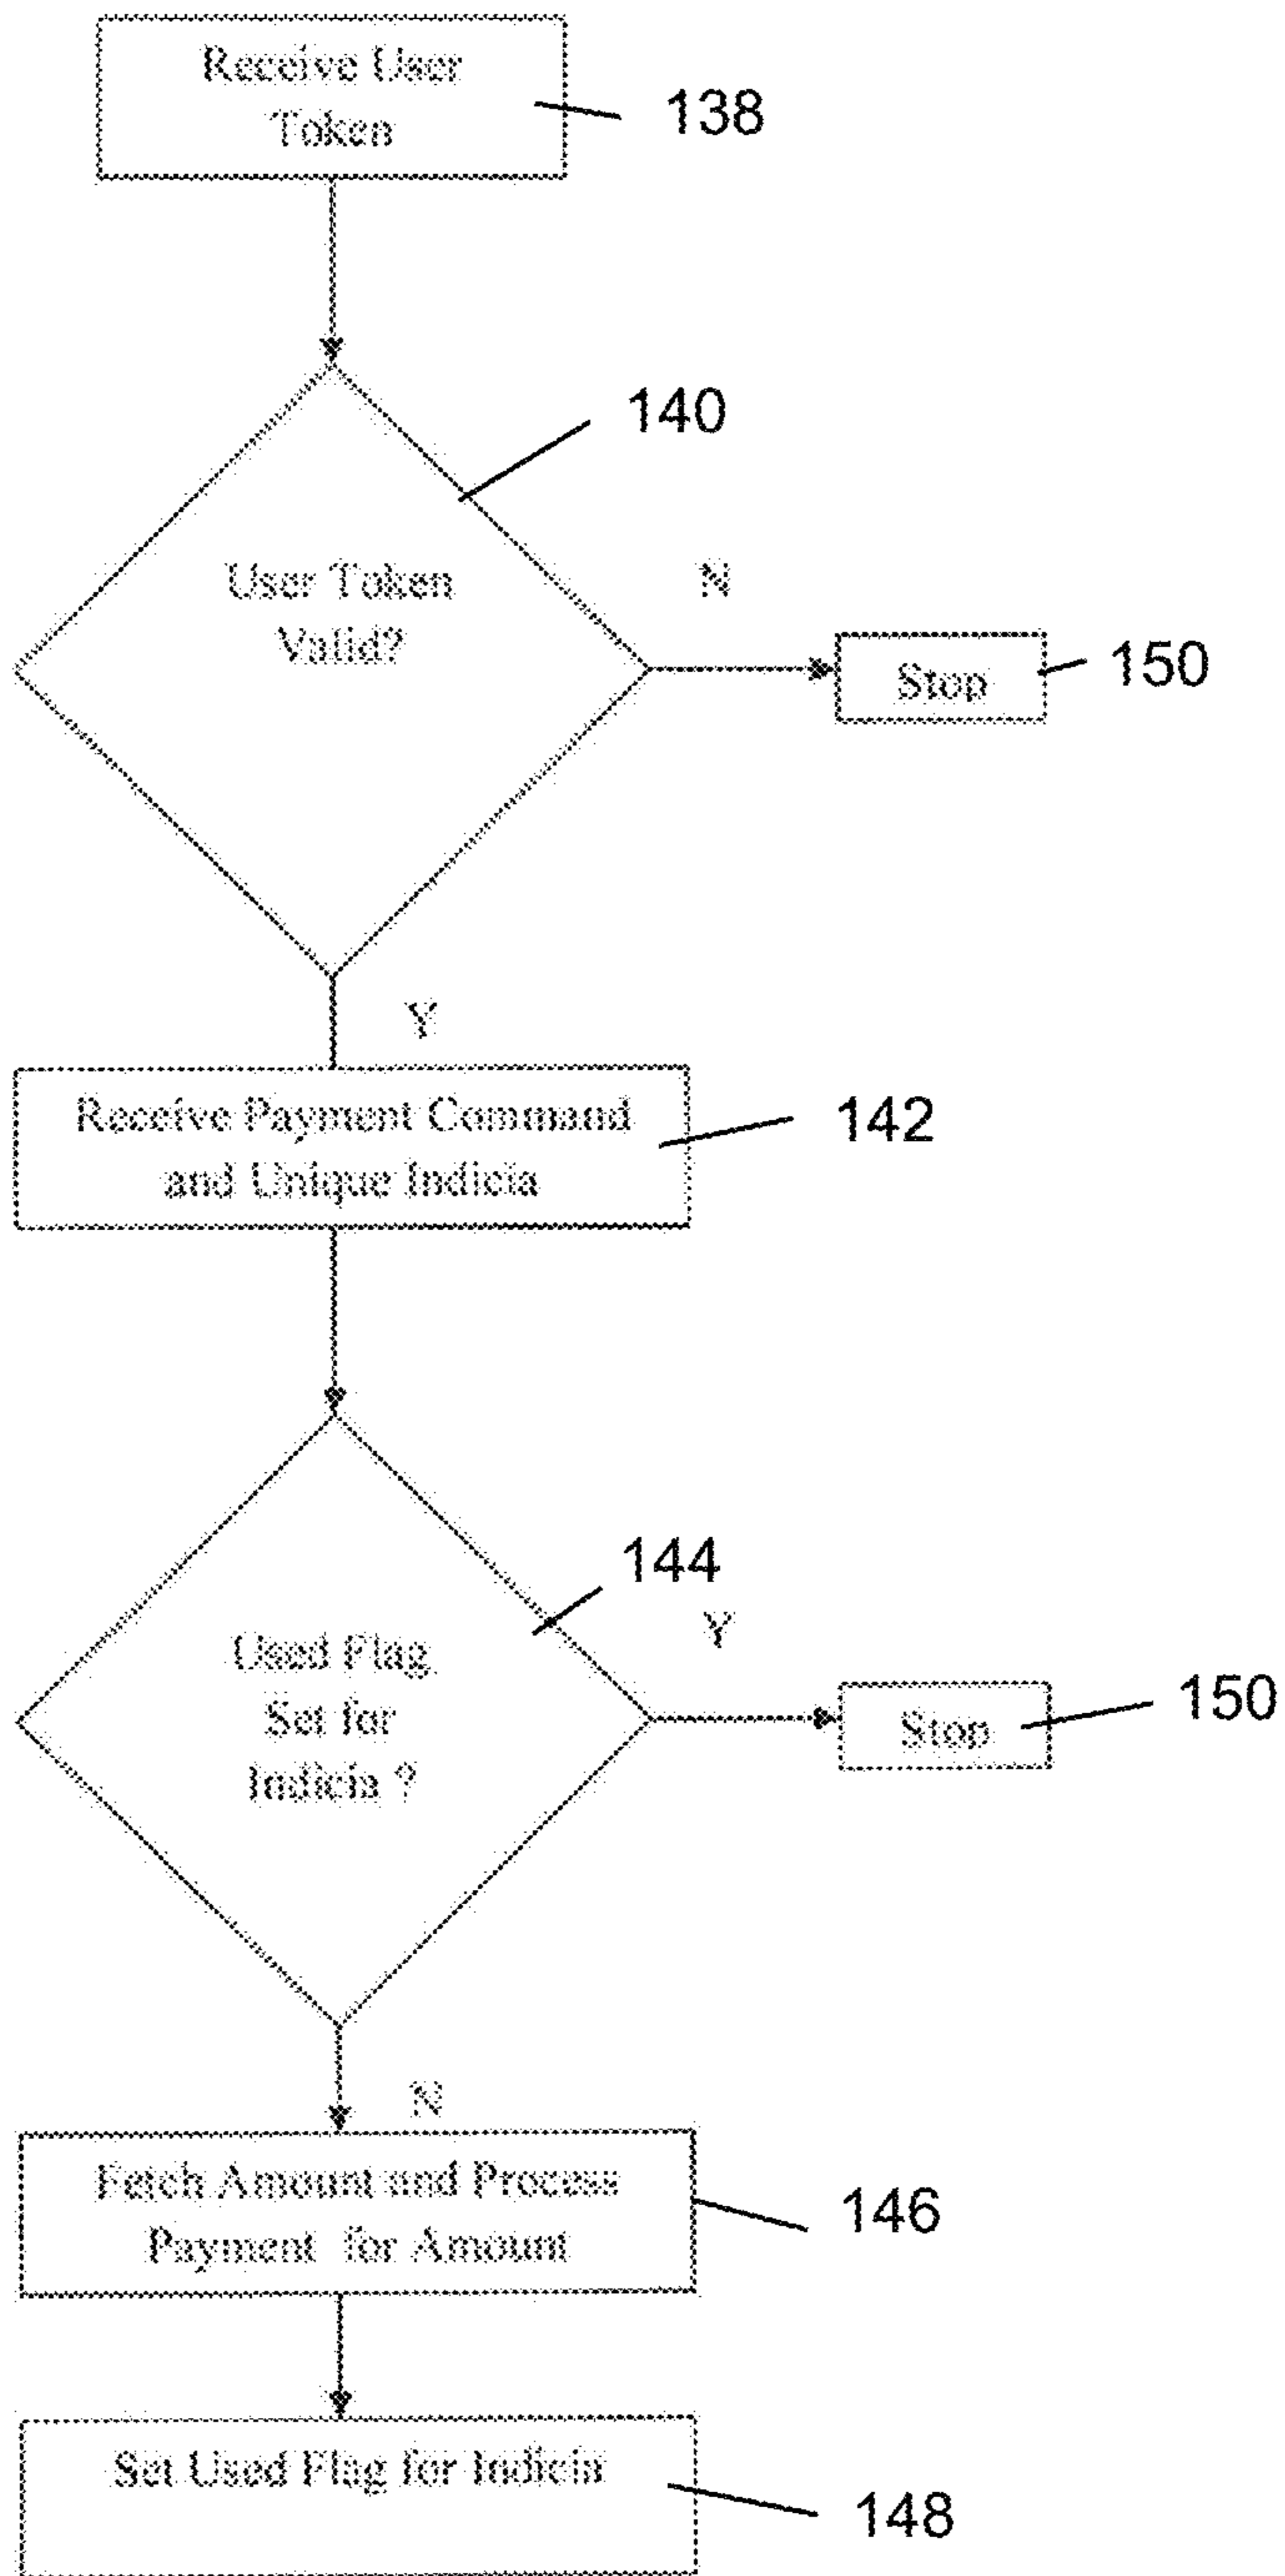 Receive User
Token
138
140
User Token
Valid?
N
Stop
150
Y
Receive Payment Command
and Unique Indicia
142
144
Used Flag
Set for
Indicia ?
Y
Stop
150
N
Fetch Amount and Process
Payment for Amount
146
Set Used Flag for Indicia
148